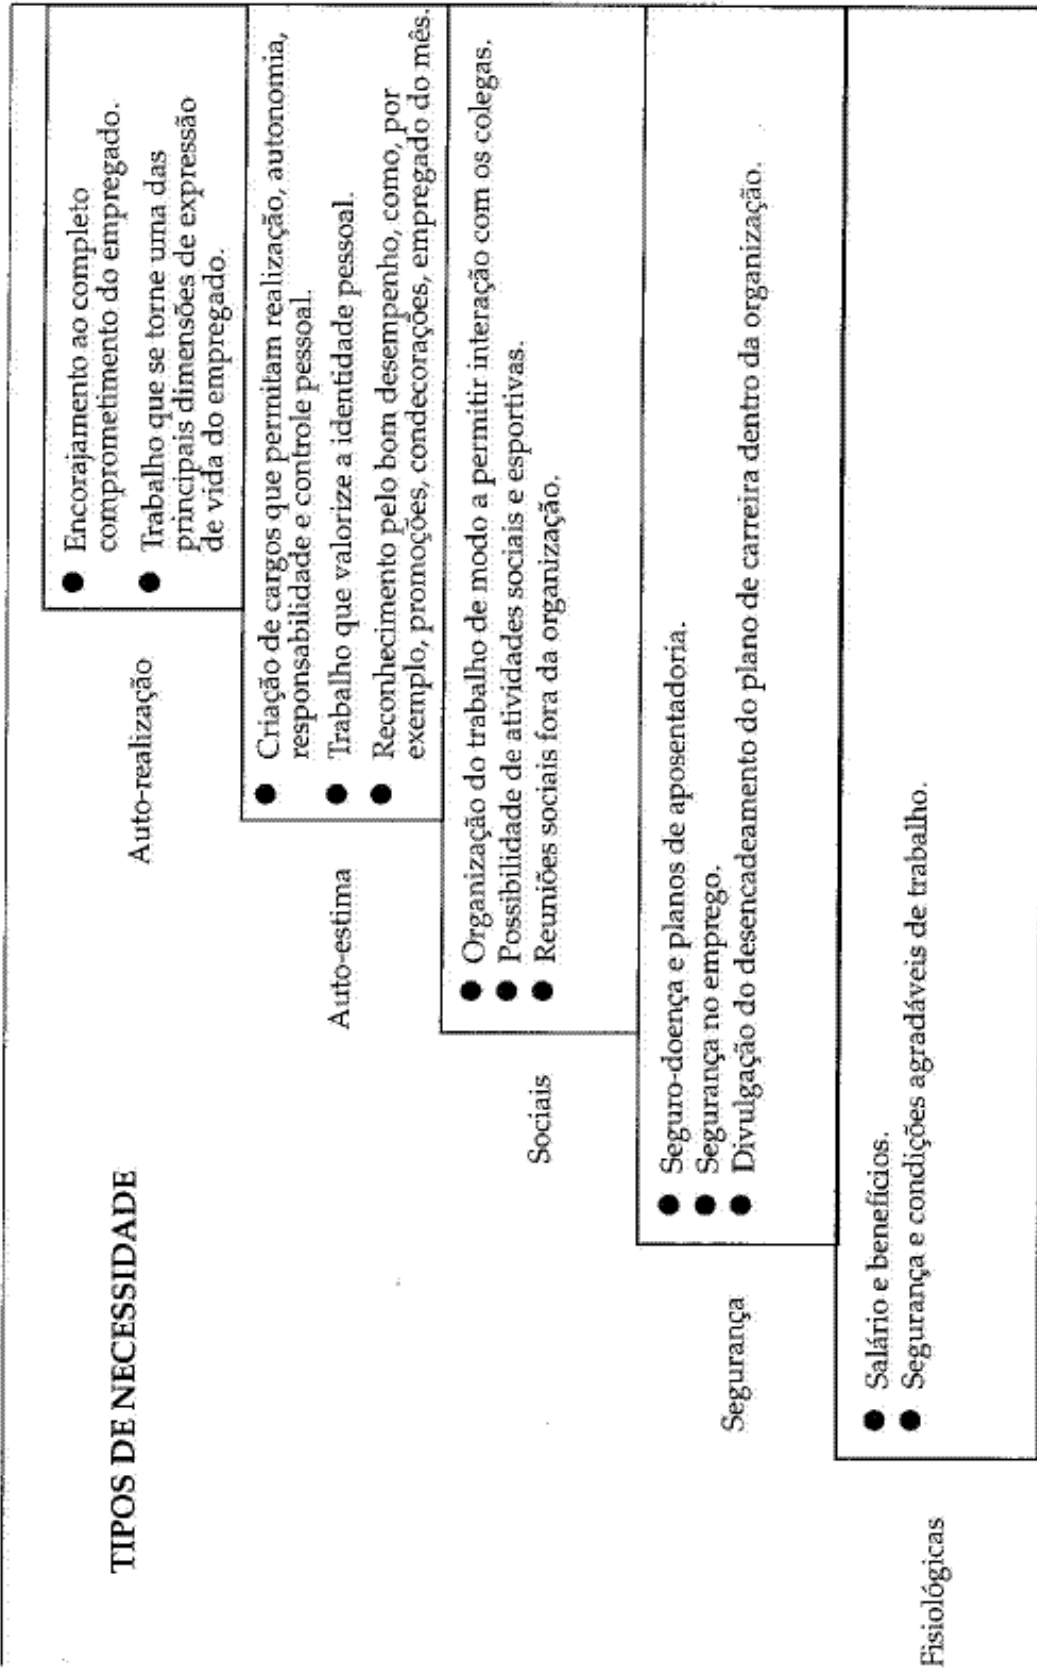 TIPOS DE NECESSIDADE
Auto-realização
● Encorajamento ao completo
comprometimento do empregado.
● Trabalho que se torne uma das
principais dimensões de expressão
de vida do empregado.
Auto-estima
● Criação de cargos que permitam realização, autonomia,
responsabilidade e controle pessoal.
● Trabalho que valorize a identidade pessoal.
● Reconhecimento pelo bom desempenho, como, por
exemplo, promoções, condecorações, empregado do mês.
Sociais
● Organização do trabalho de modo a permitir interação com os colegas.
● Possibilidade de atividades sociais e esportivas.
● Reuniões sociais fora da organização.
Segurança
● Seguro-doença e planos de aposentadoria.
● Segurança no emprego.
● Divulgação do desencadeamento do plano de carreira dentro da organização.
Fisiológicas
● Salário e benefícios.
● Segurança e condições agradáveis de trabalho.